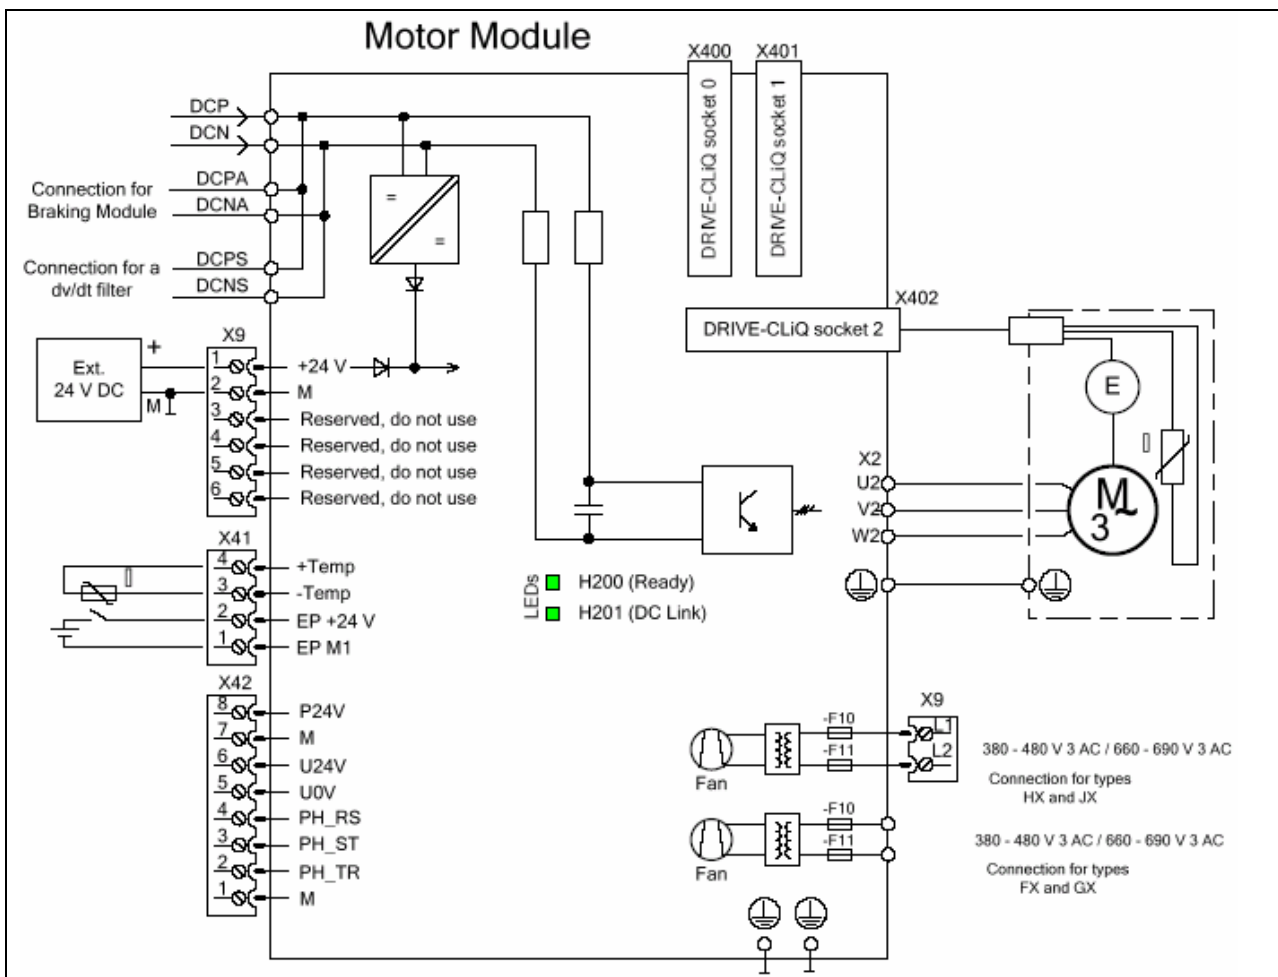 Motor Module
X400
X401
DRIVE-CLiQ socket 0
DRIVE-CLiQ socket 1
DCP
DCN
Connection for
Braking Module
DCPA
DCNA
=
=
Connection for a
dv/dt filter
DCPS
DCNS
X402
DRIVE-CLiQ socket 2
X9
Ext.
24 V DC
+
M
1
+24 V
2
M
3
Reserved, do not use
4
Reserved, do not use
5
Reserved, do not use
6
Reserved, do not use
E
X2
U2
V2
W2
M
3
X41
4
+Temp
3
-Temp
2
EP +24 V
1
EP M1
LEDs
H200 (Ready)
H201 (DC Link)
X42
8
P24V
7
M
6
U24V
5
U0V
4
PH_RS
3
PH_ST
2
PH_TR
1
M
Fan
-F10
-F11
X9
L1
L2
380 - 480 V 3 AC / 660 - 690 V 3 AC
Connection for types
HX and JX
Fan
-F10
-F11
380 - 480 V 3 AC / 660 - 690 V 3 AC
Connection for types
FX and GX